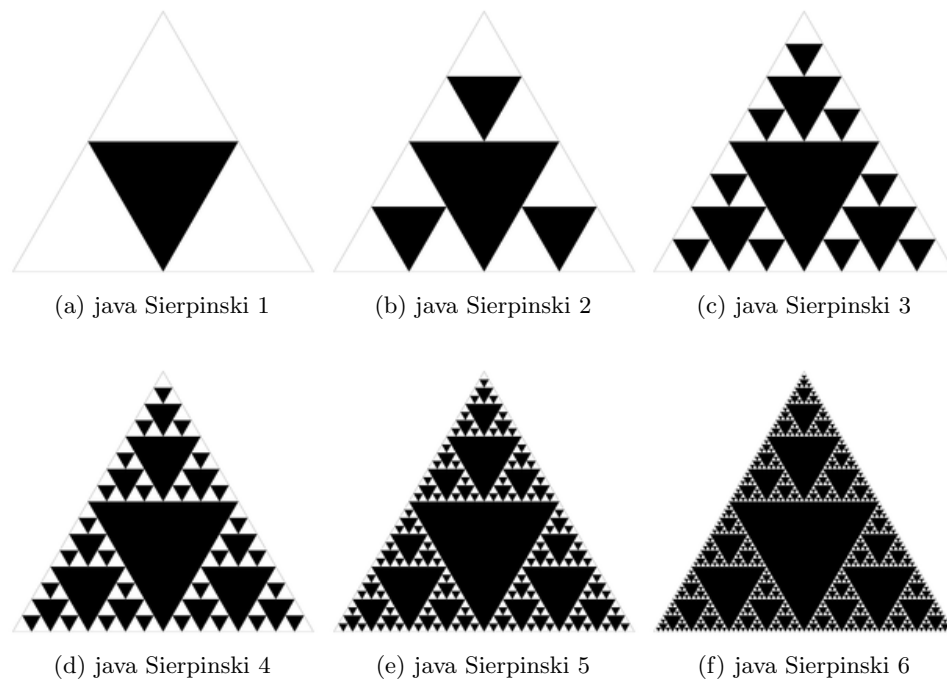 (a) java Sierpinski 1
(b) java Sierpinski 2
(c) java Sierpinski 3
(d) java Sierpinski 4
(e) java Sierpinski 5
(f) java Sierpinski 6